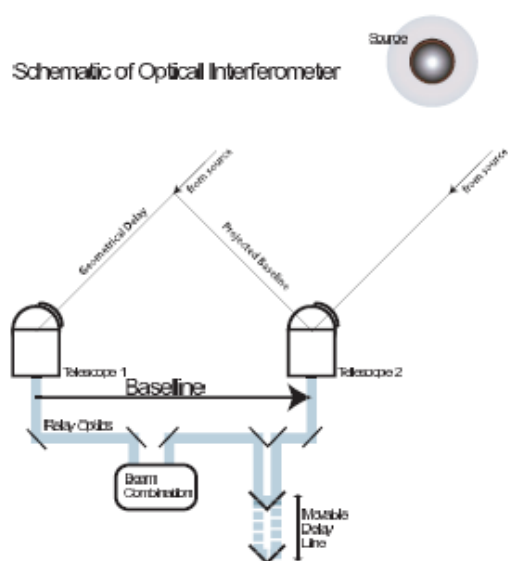 Source
Schematic of Optical Interferometer
from source
from source
Geometrical Delay
Projected Baseline
Telescope 1
Telescope 2
Baseline
Relay Optics
Beam
Combination
Movable
Delay
Line